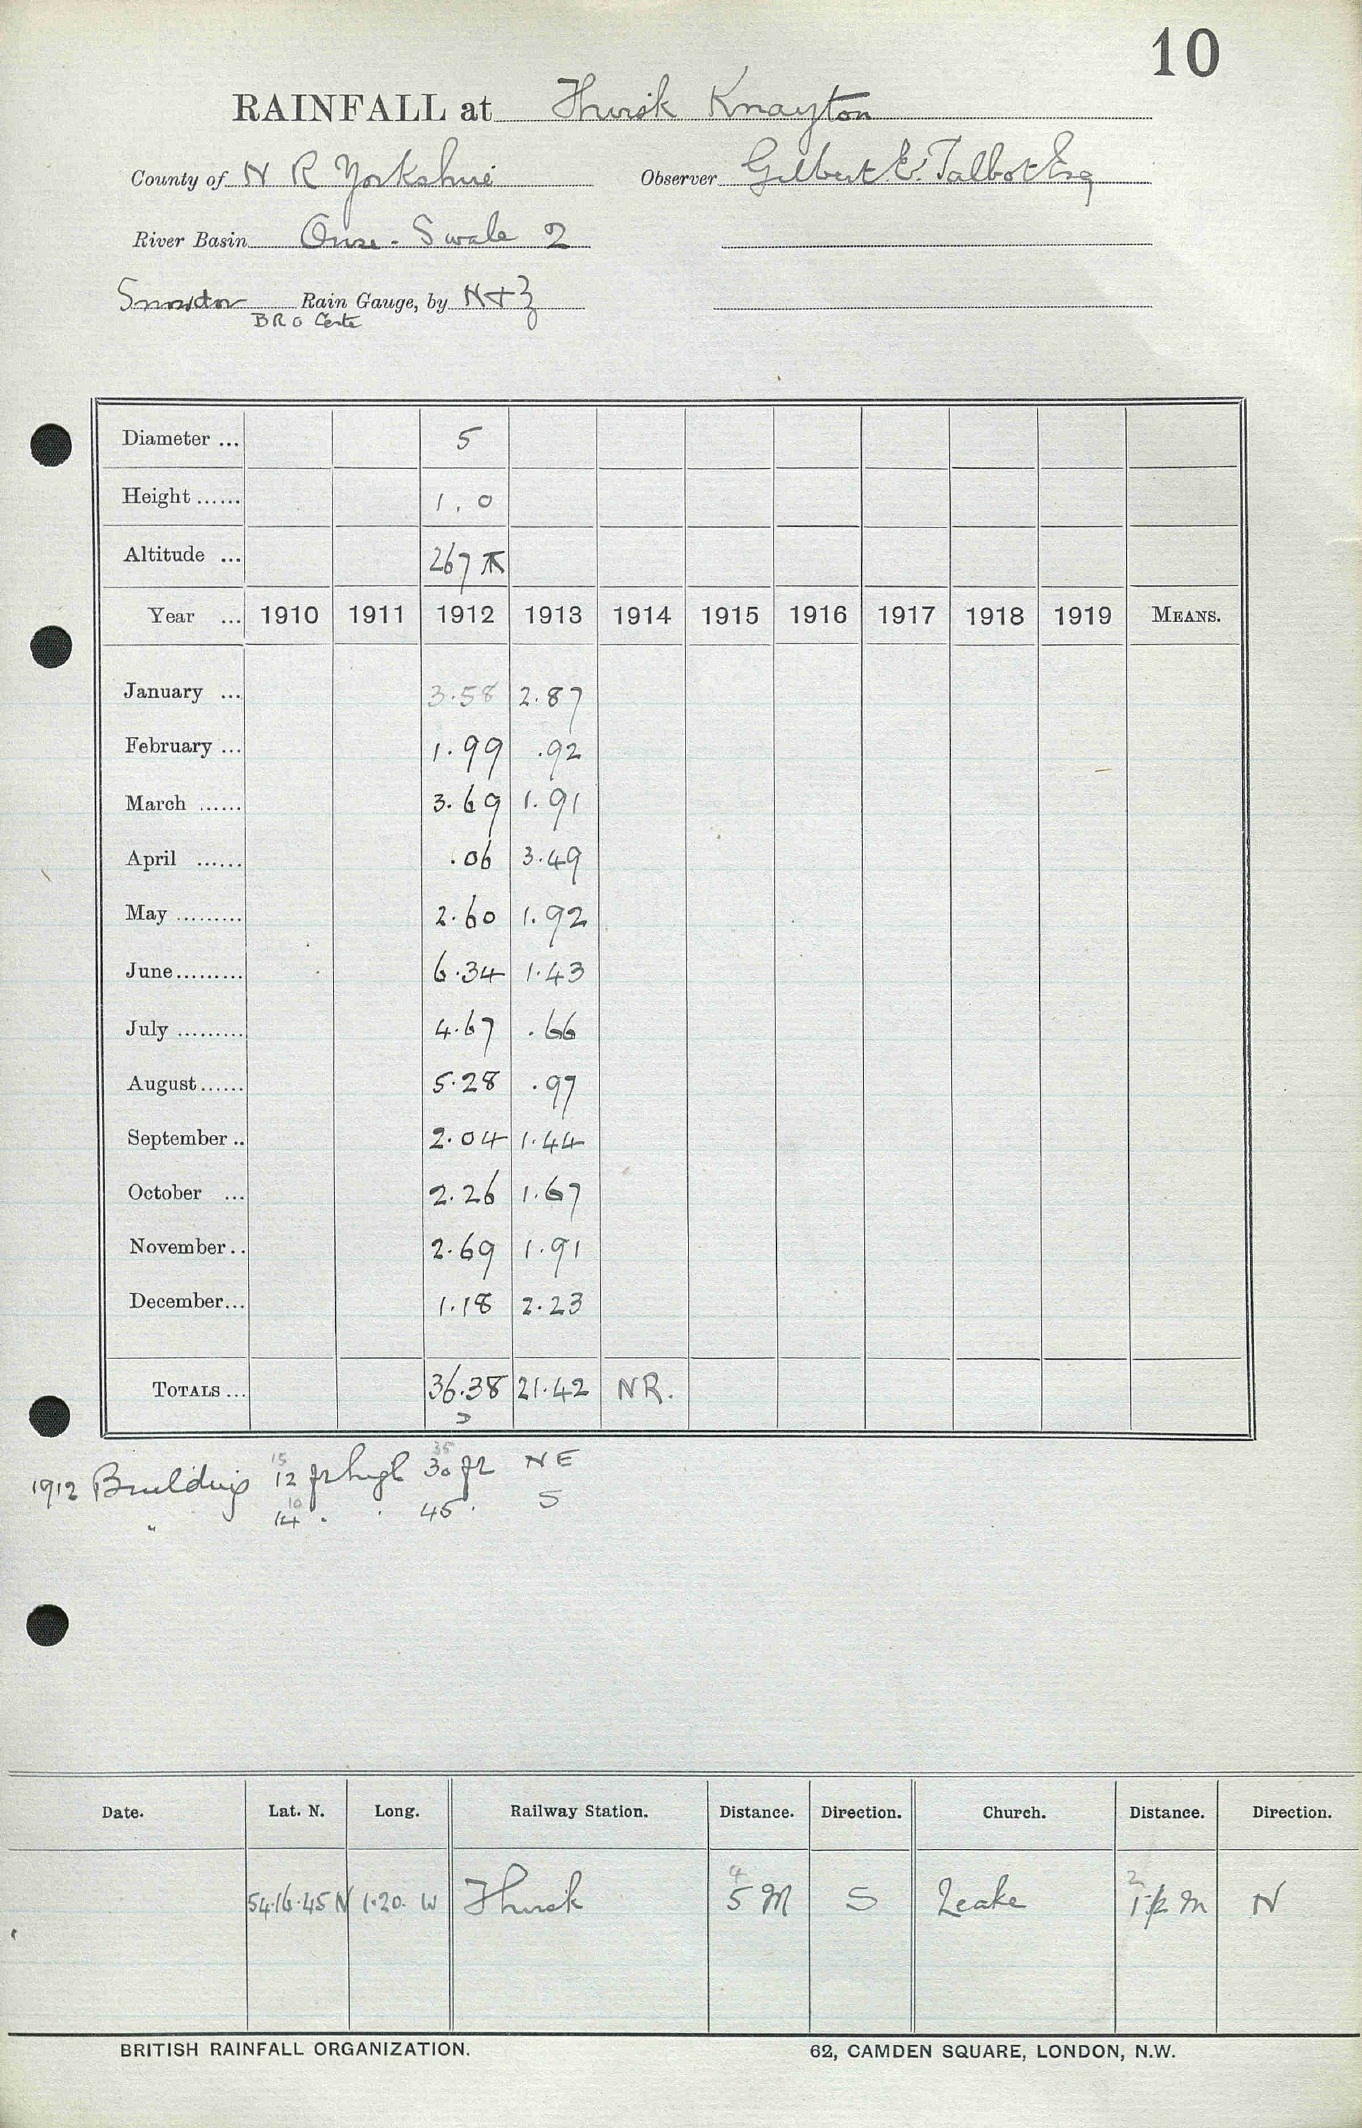 10
RAINFALL at Thirsk Knayton
County of N R Yorkshire Observer Gilbert E. Talbot Esq
River Basin Ouse - Swale 2
Snowdon Rain Gauge, by N+Z
BRO Certe
Diameter ... 5
Height ...... 1.0
Altitude ... 267
Year ... 1910 1911 1912 1913 1914 1915 1916 1917 1918 1919 MEANS.
January ... 3.58 2.87
February ... 1.99 .92
March ...... 3.69 1.91
April ...... .06 3.49
May ......... 2.60 1.92
June ......... 6.34 1.43
July ......... 4.67 .66
August ...... 5.28 .97
September .. 2.04 1.44
October ... 2.26 1.67
November .. 2.69 1.91
December ... 1.18 2.23
TOTALS ... 36.38 21.42 NR.
15 35
1912 Building 12 ft high 30 ft NE
10
" 14 . . 45 . S
Date. Lat. N. Long. Railway Station. Distance. Direction. Church. Distance. Direction.
4 2
54.16.45 N 1.20. W Thirsk 5 M S Leake 1½ m N
BRITISH RAINFALL ORGANIZATION. 62, CAMDEN SQUARE, LONDON, N.W.